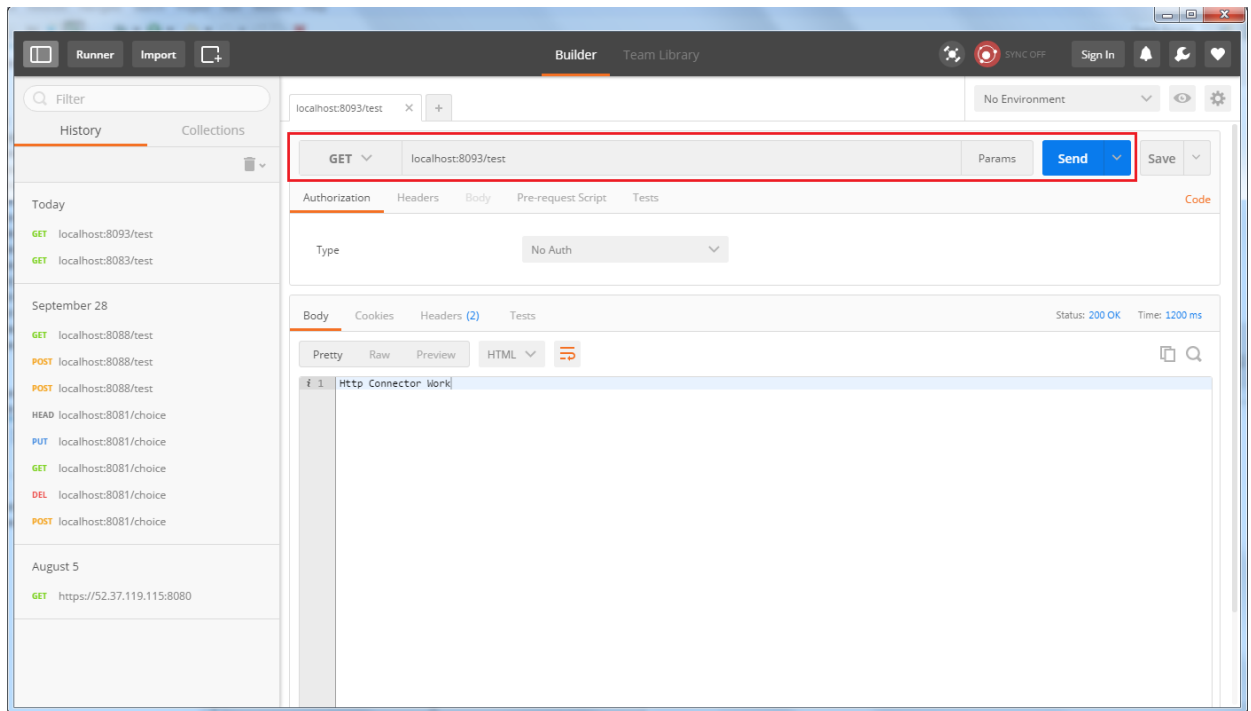 Runner Import Builder Team Library SYNC OFF Sign In
Filter
History Collections
Today
GET localhost:8093/test
GET localhost:8083/test
September 28
GET localhost:8088/test
POST localhost:8088/test
POST localhost:8088/test
HEAD localhost:8081/choice
PUT localhost:8081/choice
GET localhost:8081/choice
DEL localhost:8081/choice
POST localhost:8081/choice
August 5
GET https://52.37.119.115:8080
localhost:8093/test × + No Environment
GET localhost:8093/test Params Send Save
Authorization Headers Body Pre-request Script Tests Code
Type No Auth
Body Cookies Headers (2) Tests Status: 200 OK Time: 1200 ms
Pretty Raw Preview HTML
i 1 Http Connector Work